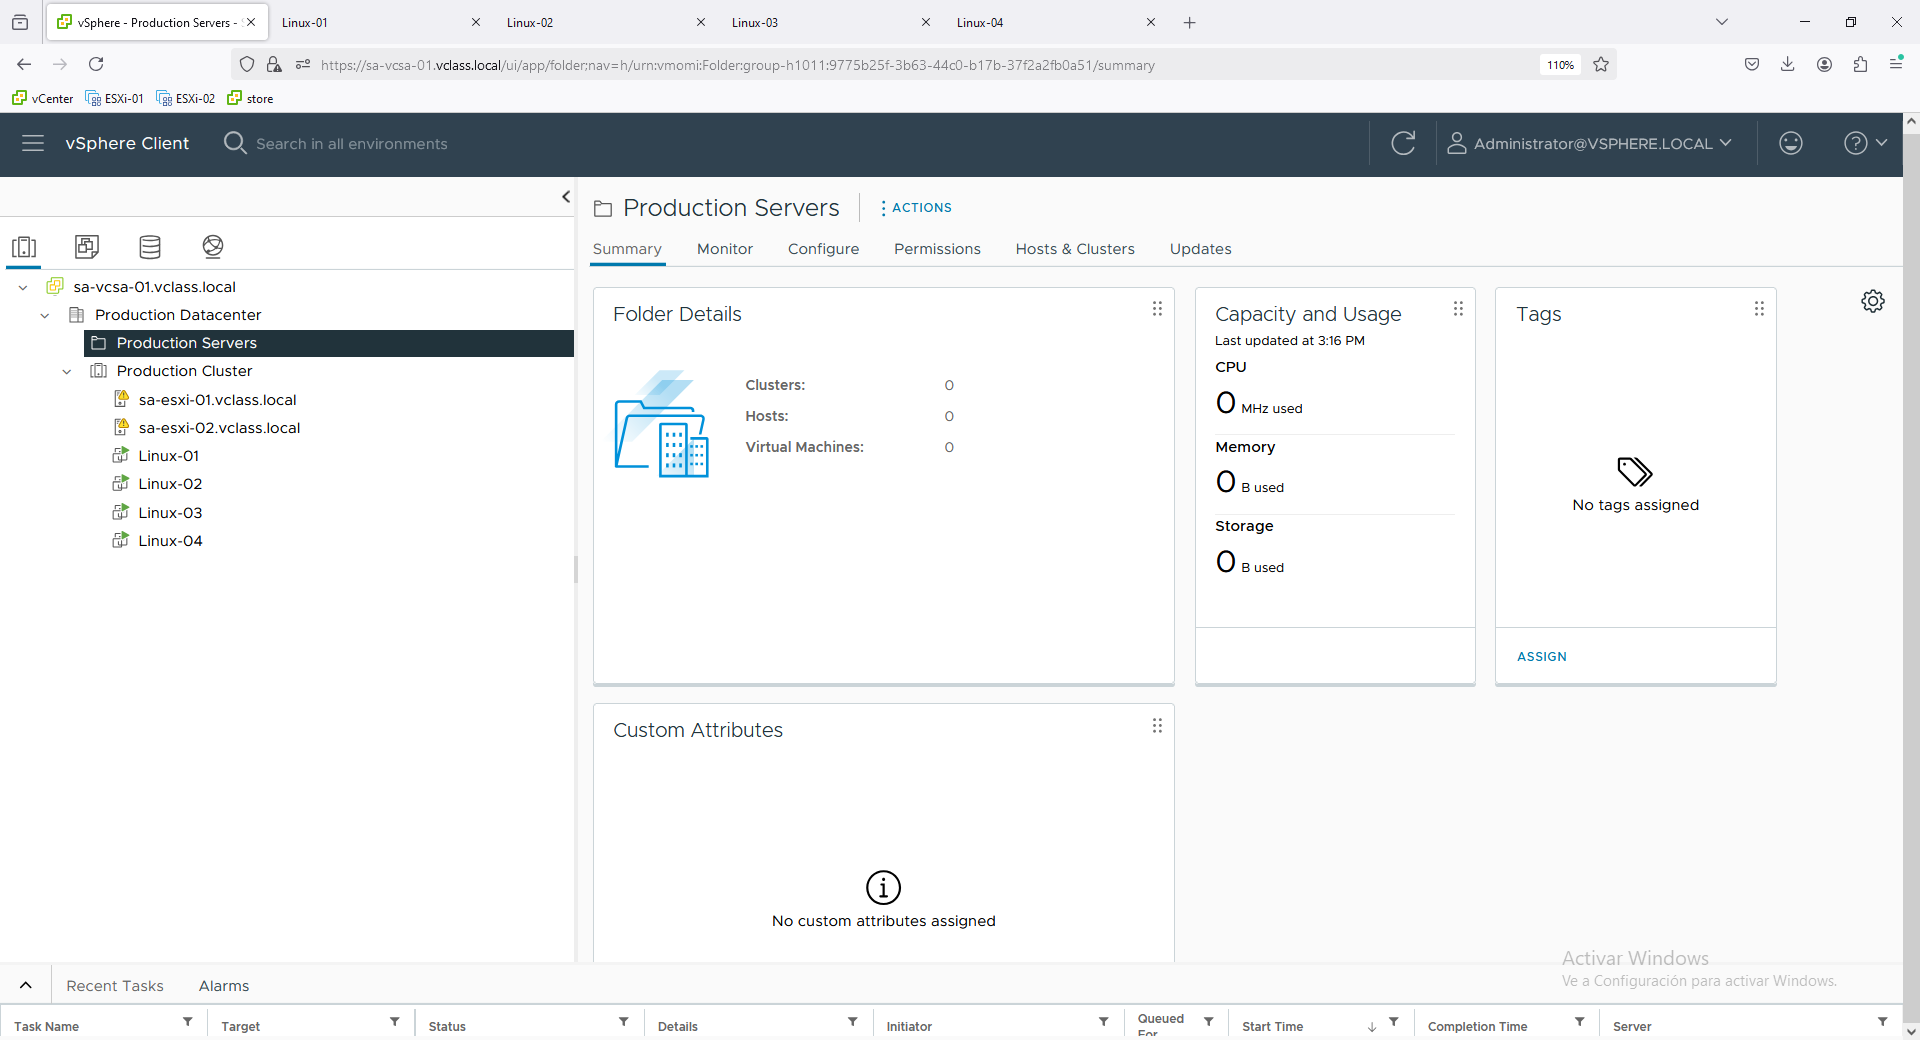 vSphere - Production Servers -
Linux-01
Linux-02
Linux-03
Linux-04
https://sa-vcsa-01.vclass.local/ui/app/folder;nav=h/urn:vmomi:Folder:group-h1011:9775b25f-3b63-44c0-b17b-37f2a2fb0a51/summary
110%
vCenter
ESXi-01
ESXi-02
store
vSphere Client
Search in all environments
Administrator@VSPHERE.LOCAL
Production Servers
ACTIONS
Summary
Monitor
Configure
Permissions
Hosts & Clusters
Updates
sa-vcsa-01.vclass.local
Production Datacenter
Production Servers
Production Cluster
sa-esxi-01.vclass.local
sa-esxi-02.vclass.local
Linux-01
Linux-02
Linux-03
Linux-04
Folder Details
Clusters: 0
Hosts: 0
Virtual Machines: 0
Capacity and Usage
Last updated at 3:16 PM
CPU
0 MHz used
Memory
0 B used
Storage
0 B used
Tags
No tags assigned
ASSIGN
Custom Attributes
No custom attributes assigned
Activar Windows
Ve a Configuración para activar Windows.
Recent Tasks
Alarms
Task Name
Target
Status
Details
Initiator
Queued
For
Start Time
Completion Time
Server